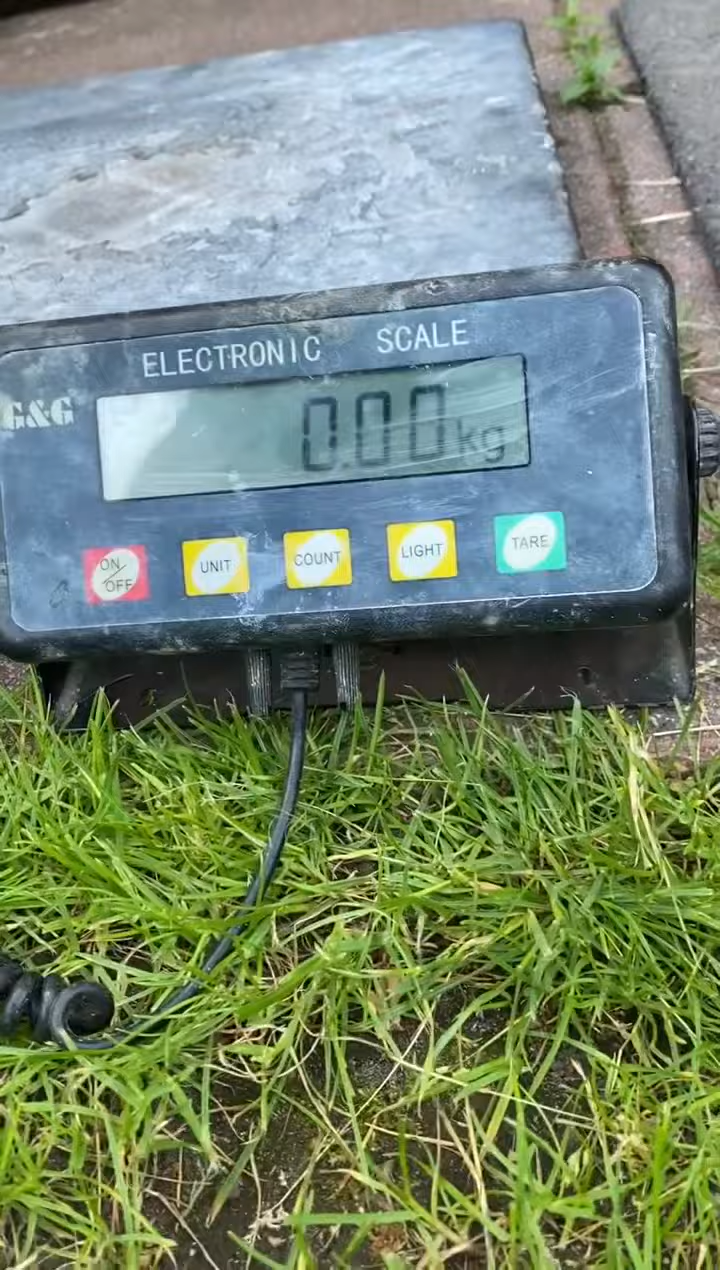 ELECTRONIC SCALE
G&G
0.00 kg
ON/OFF
UNIT
COUNT
LIGHT
TARE